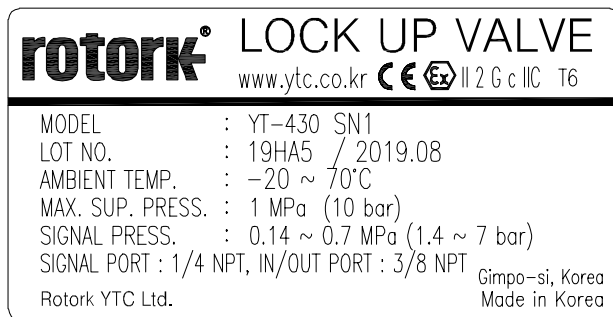 rotork® LOCK UP VALVE
www.ytc.co.kr CE Ex II 2 G c IIC T6
MODEL : YT-430 SN1
LOT NO. : 19HA5 / 2019.08
AMBIENT TEMP. : -20 ~ 70°C
MAX. SUP. PRESS. : 1 MPa (10 bar)
SIGNAL PRESS. : 0.14 ~ 0.7 MPa (1.4 ~ 7 bar)
SIGNAL PORT : 1/4 NPT, IN/OUT PORT : 3/8 NPT
Gimpo-si, Korea
Rotork YTC Ltd. Made in Korea